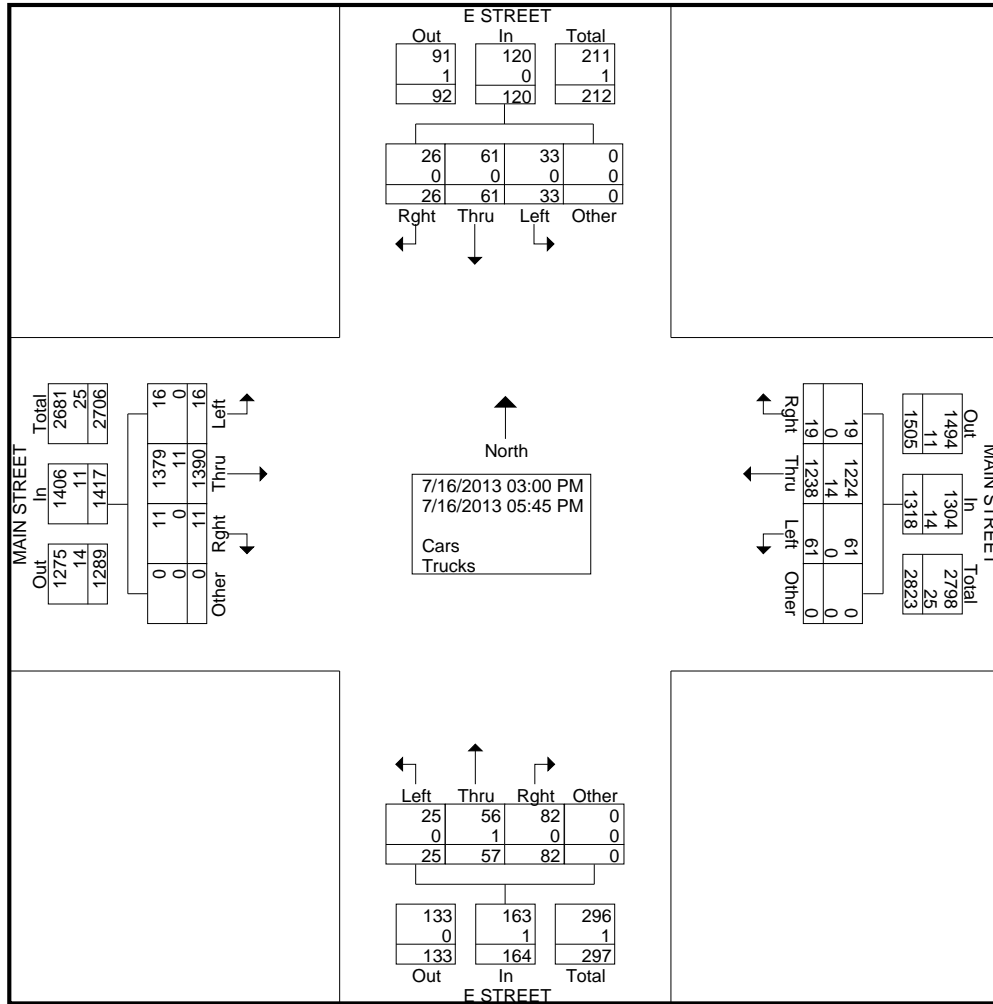 E STREET
Out In Total
91 120 211
1 0 1
92 120 212
26 61 33 0
0 0 0 0
26 61 33 0
Rght Thru Left Other
MAIN STREET
Total In Out
2681 1406 1275
25 11 14
2706 1417 1289
16 1379 11 0
0 11 0 0
16 1390 11 0
Left Thru Rght Other
North
7/16/2013 03:00 PM
7/16/2013 05:45 PM
Cars
Trucks
Rght Thru Left Other
19 1224 61 0
0 14 0 0
19 1238 61 0
Out In Total
1494 1304 2798
11 14 25
1505 1318 2823
MAIN STREET
Left Thru Rght Other
25 56 82 0
0 1 0 0
25 57 82 0
133 163 296
0 1 1
133 164 297
Out In Total
E STREET